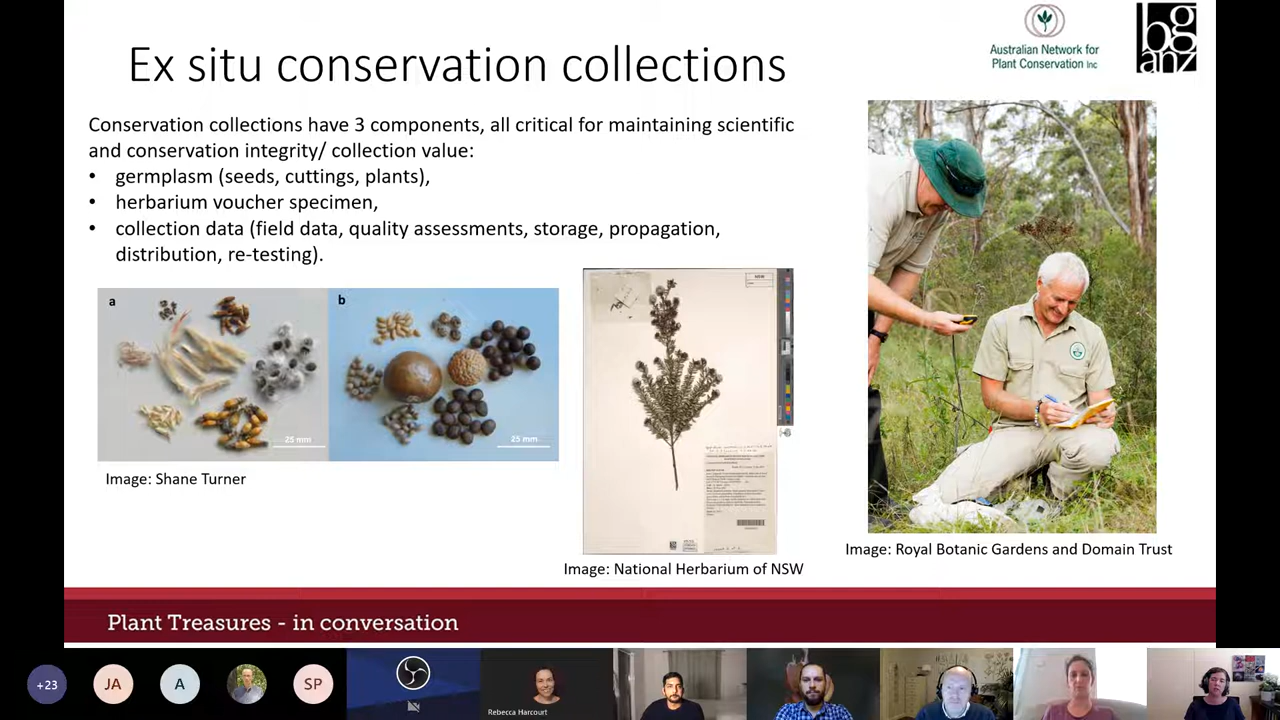 Ex situ conservation collections
Australian Network for
Plant Conservation Inc
bg
anz
Conservation collections have 3 components, all critical for maintaining scientific
and conservation integrity/ collection value:
• germplasm (seeds, cuttings, plants),
• herbarium voucher specimen,
• collection data (field data, quality assessments, storage, propagation,
distribution, re-testing).
a
b
25 mm
25 mm
Image: Shane Turner
Image: National Herbarium of NSW
Image: Royal Botanic Gardens and Domain Trust
Plant Treasures - in conversation
+23
JA
A
SP
Rebecca Harcourt